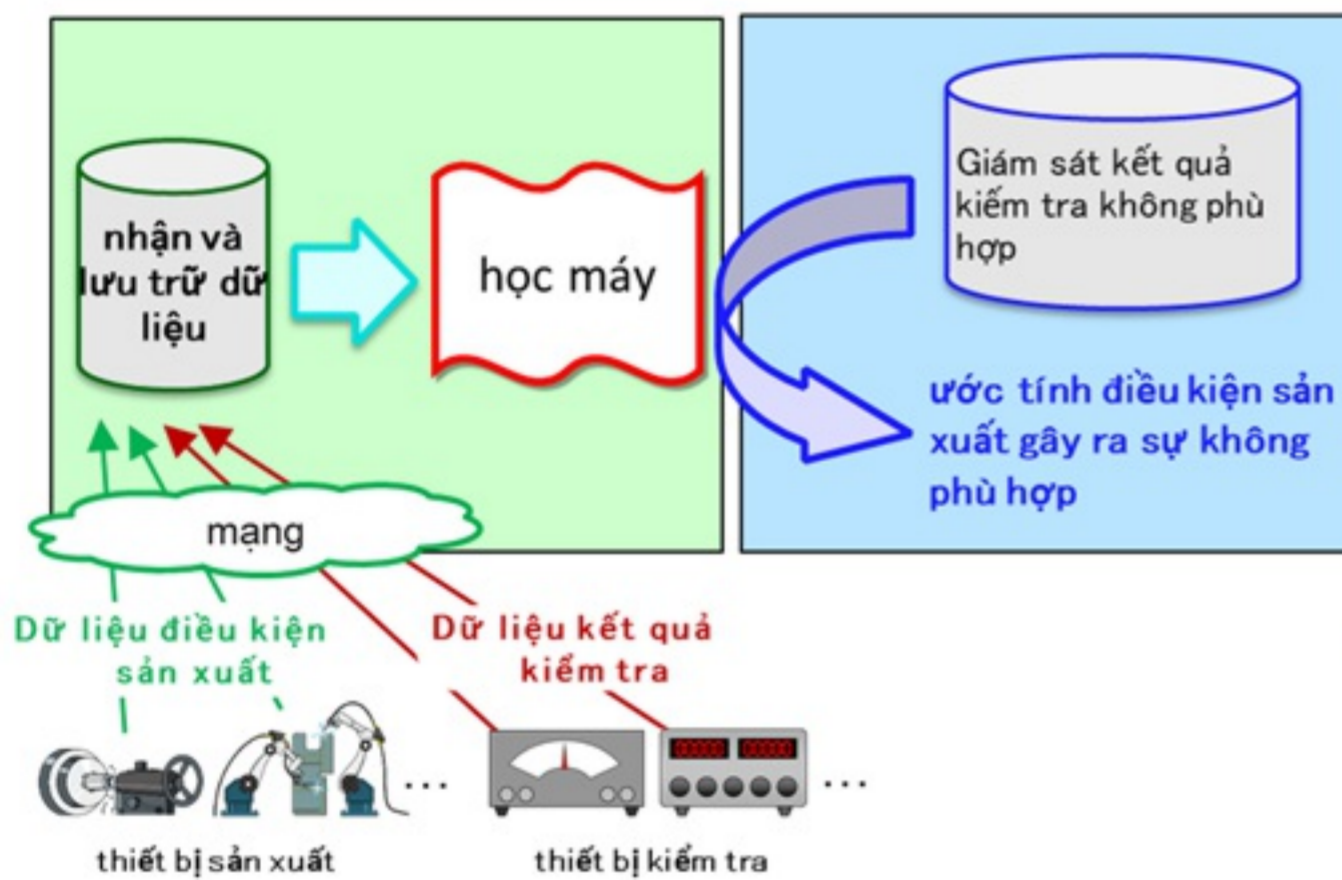 nhận và
lưu trữ dữ
liệu
học máy
Giám sát kết quả
kiểm tra không phù
hợp
ước tính điều kiện sản
xuất gây ra sự không
phù hợp
mạng
Dữ liệu điều kiện
sản xuất
Dữ liệu kết quả
kiểm tra
...
00000 00000
...
thiết bị sản xuất
thiết bị kiểm tra